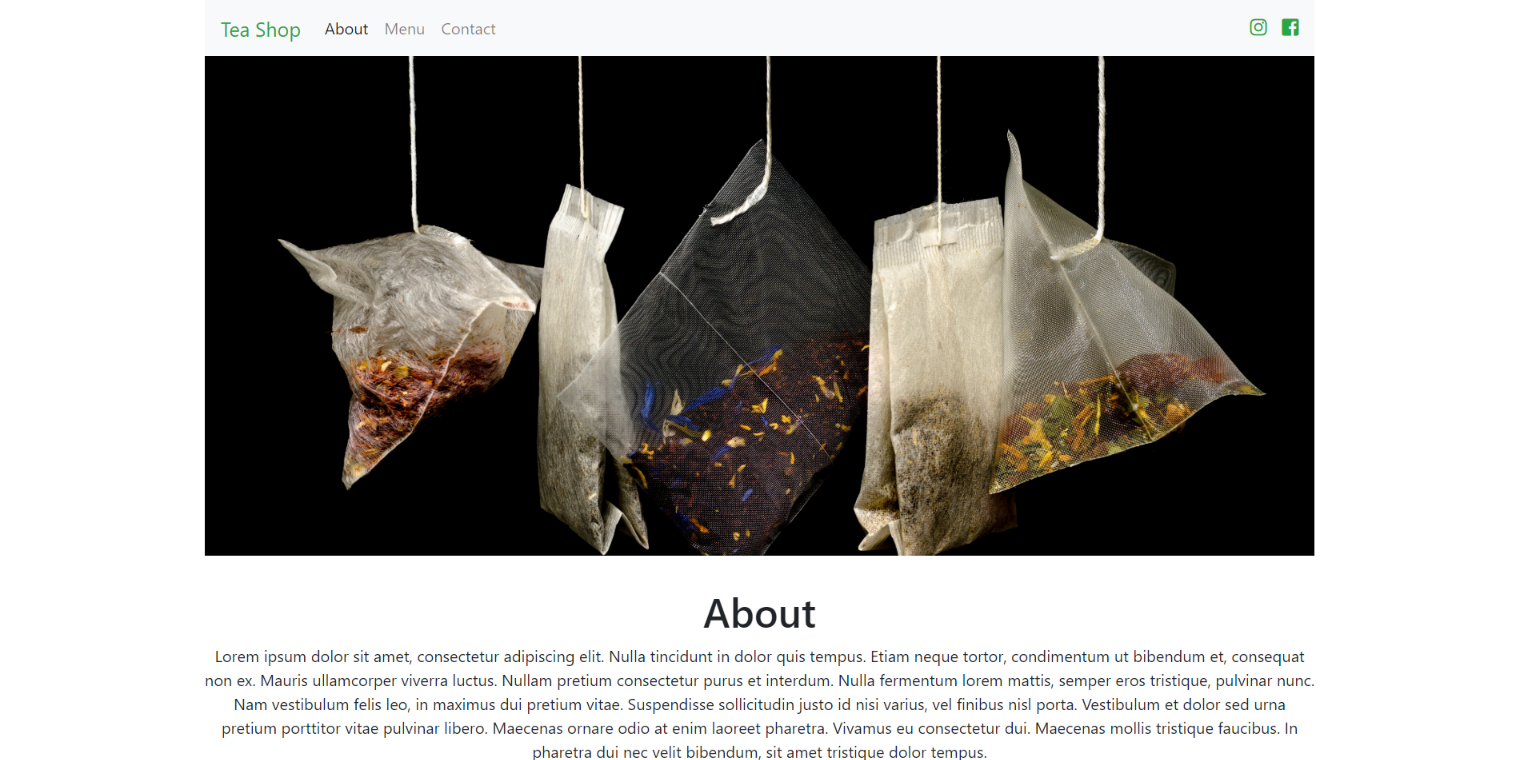 Tea Shop About Menu Contact
About
Lorem ipsum dolor sit amet, consectetur adipiscing elit. Nulla tincidunt in dolor quis tempus. Etiam neque tortor, condimentum ut bibendum et, consequat
non ex. Mauris ullamcorper viverra luctus. Nullam pretium consectetur purus et interdum. Nulla fermentum lorem mattis, semper eros tristique, pulvinar nunc.
Nam vestibulum felis leo, in maximus dui pretium vitae. Suspendisse sollicitudin justo id nisi varius, vel finibus nisl porta. Vestibulum et dolor sed urna
pretium porttitor vitae pulvinar libero. Maecenas ornare odio at enim laoreet pharetra. Vivamus eu consectetur dui. Maecenas mollis tristique faucibus. In
pharetra dui nec velit bibendum, sit amet tristique dolor tempus.